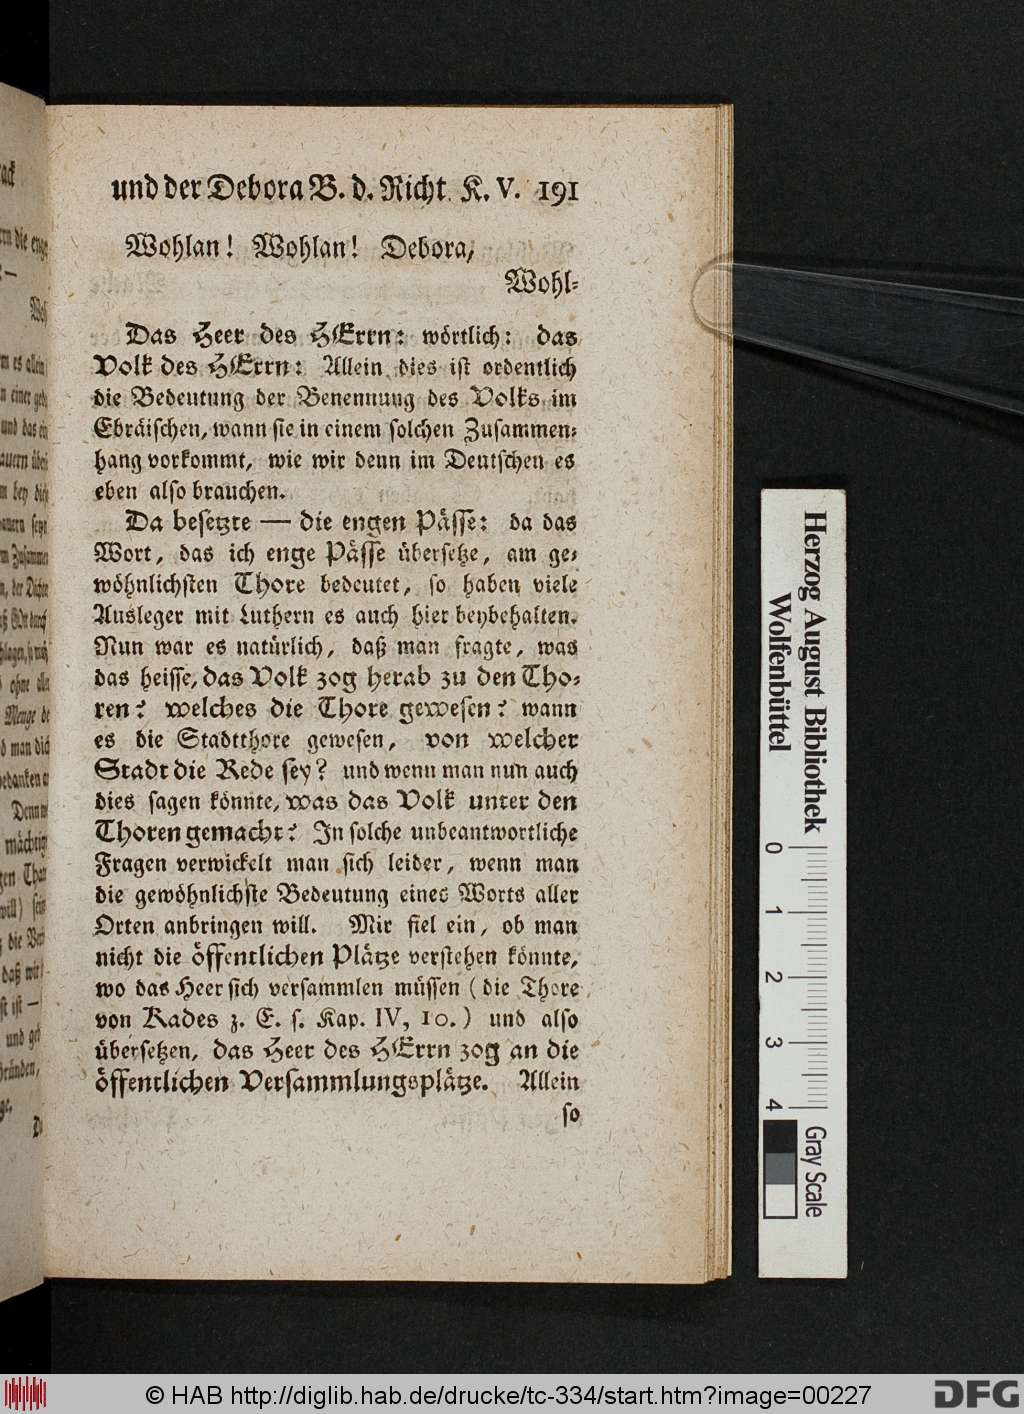 und der Debora B. d. Richt. K. V. 191
Wohlan! Wohlan! Debora,
Wohl-
Das Heer des HErrn: wörtlich: das
Volk des HErrn: Allein dies ist ordentlich
die Bedeutung der Benennung des Volks im
Ebräischen, wann sie in einem solchen Zusammen-
hang vorkommt, wie wir denn im Deutschen es
eben also brauchen.
Da besetzte — die engen Pässe: da das
Wort, das ich enge Pässe übersetze, am ge-
wöhnlichsten Thore bedeutet, so haben viele
Ausleger mit Luthern es auch hier beybehalten.
Nun war es natürlich, daß man fragte, was
das heisse, das Volk zog herab zu den Tho-
ren? welches die Thore gewesen? wann
es die Stadtthore gewesen, von welcher
Stadt die Rede sey? und wenn man nun auch
dies sagen könnte, was das Volk unter den
Thoren gemacht? In solche unbeantwortliche
Fragen verwickelt man sich leider, wenn man
die gewöhnlichste Bedeutung eines Worts aller
Orten anbringen will. Mir fiel ein, ob man
nicht die öffentlichen Plätze verstehen könnte,
wo das Heer sich versammlen müssen (die Thore
von Kades z. E. s. Kap. IV, 10.) und also
übersetzen, das Heer des HErrn zog an die
öffentlichen Versammlungsplätze. Allein
so
Herzog August Bibliothek
Wolfenbüttel
0 1 2 3 4
Gray Scale
© HAB http://diglib.hab.de/drucke/tc-334/start.htm?image=00227
DFG